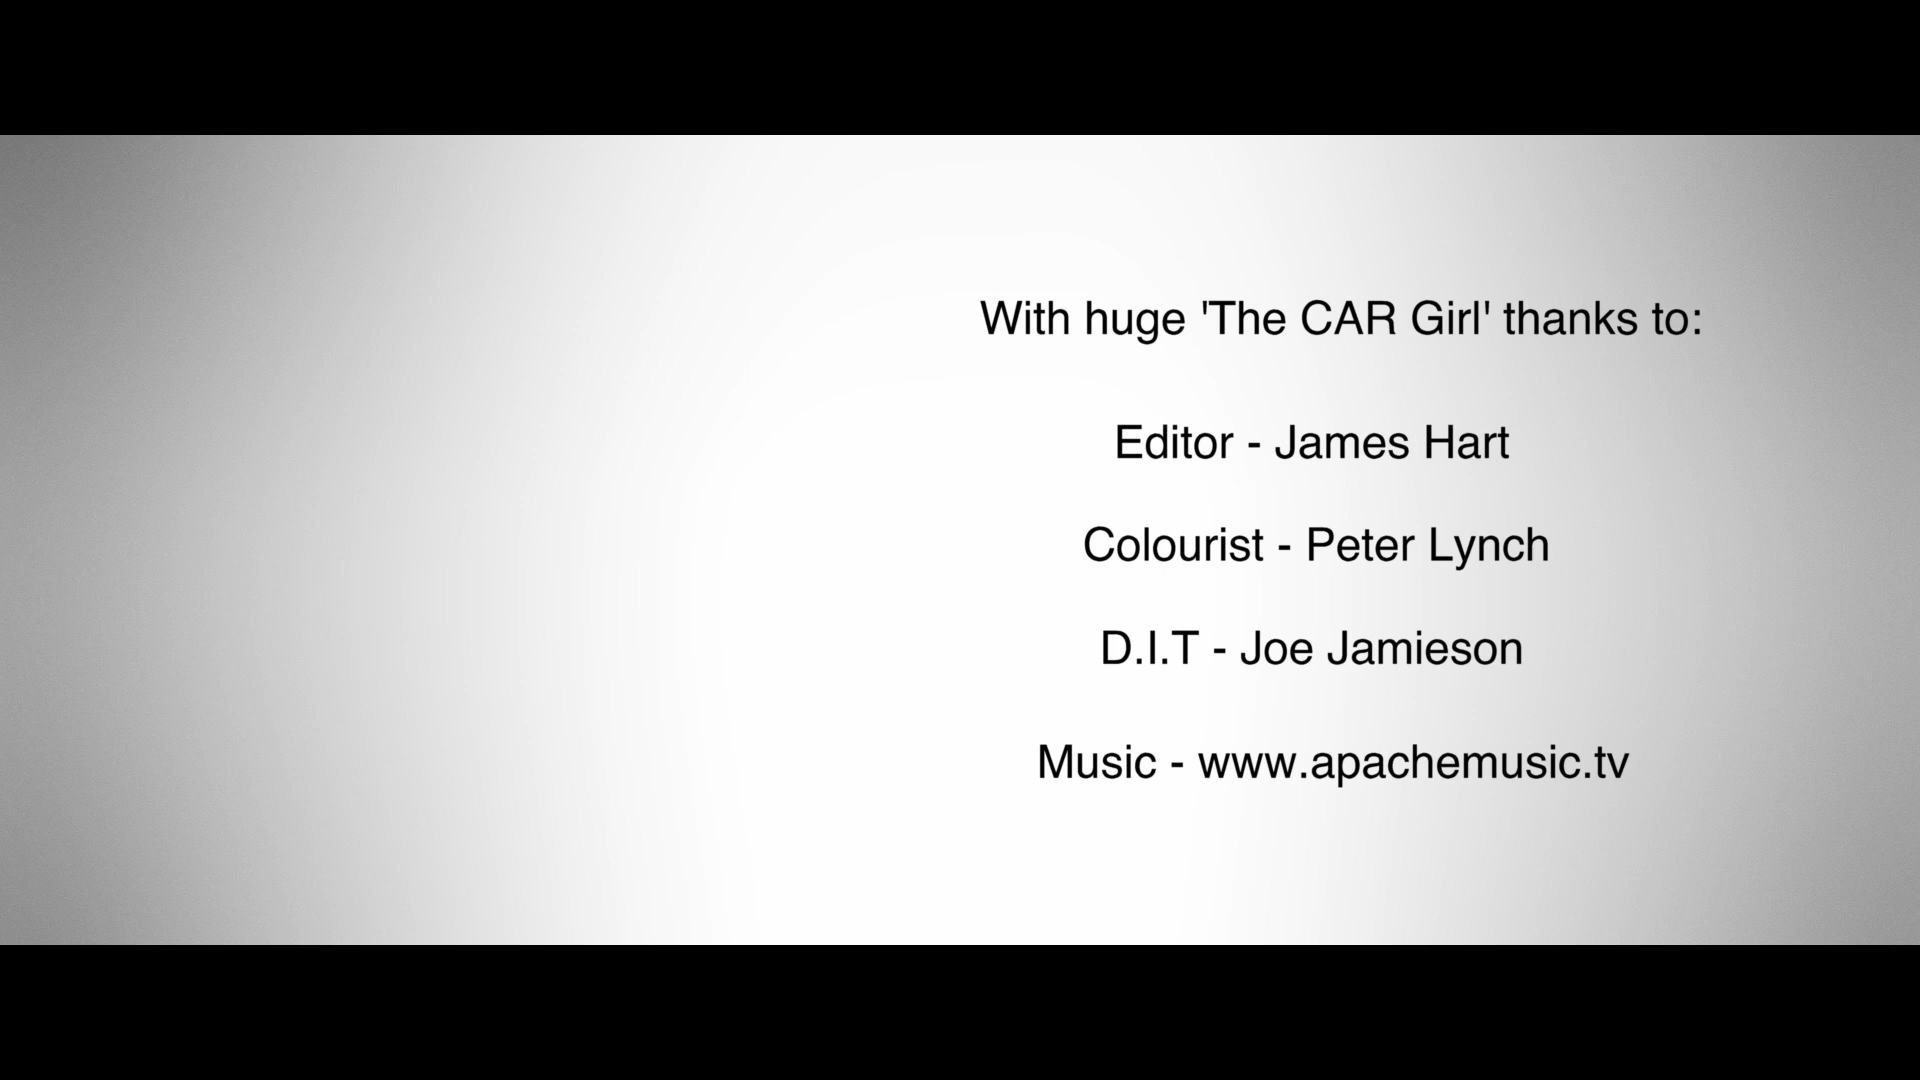 With huge 'The CAR Girl' thanks to:
Editor - James Hart
Colourist - Peter Lynch
D.I.T - Joe Jamieson
Music - www.apachemusic.tv